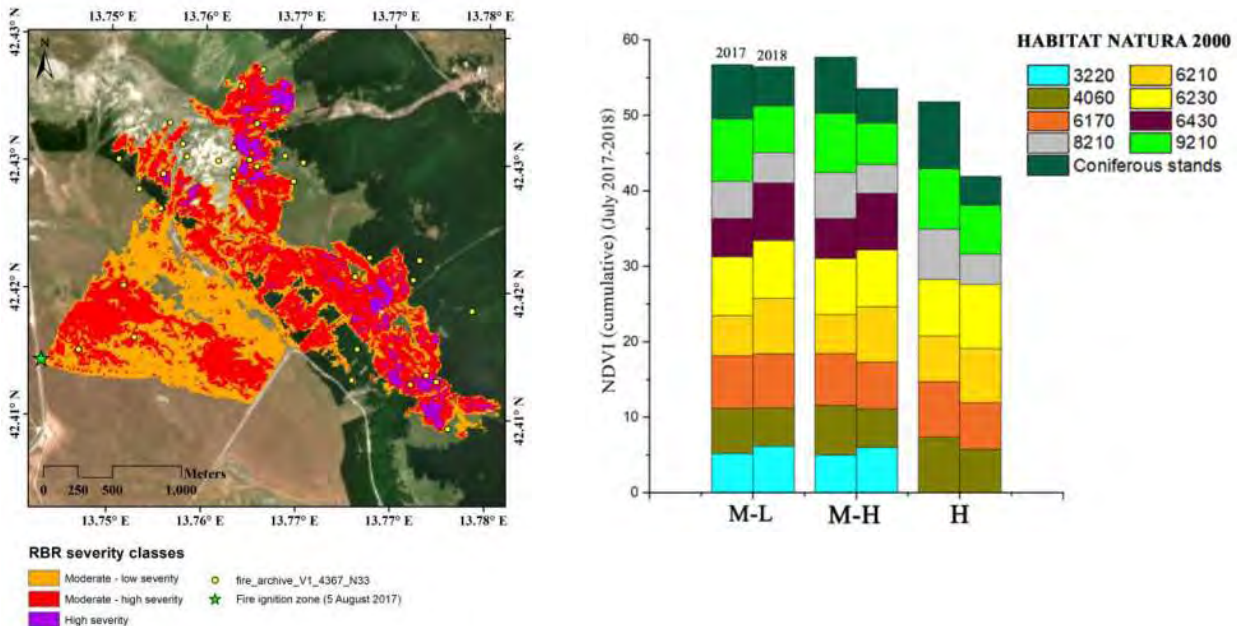 13.75° E 13.76° E 13.77° E 13.77° E 13.78° E
42.43° N
42.43° N
42.42° N
42.41° N
42.43° N
42.42° N
42.41° N
N
Meters
0 250 500 1,000
13.75° E 13.76° E 13.77° E 13.77° E 13.78° E
RBR severity classes
Moderate - low severity
Moderate - high severity
High severity
fire_archive_V1_4367_N33
Fire ignition zone (5 August 2017)
NDVI (cumulative) (July 2017-2018)
60
50
40
30
20
10
0
2017 2018
M-L M-H H
HABITAT NATURA 2000
3220 6210
4060 6230
6170 6430
8210 9210
Coniferous stands